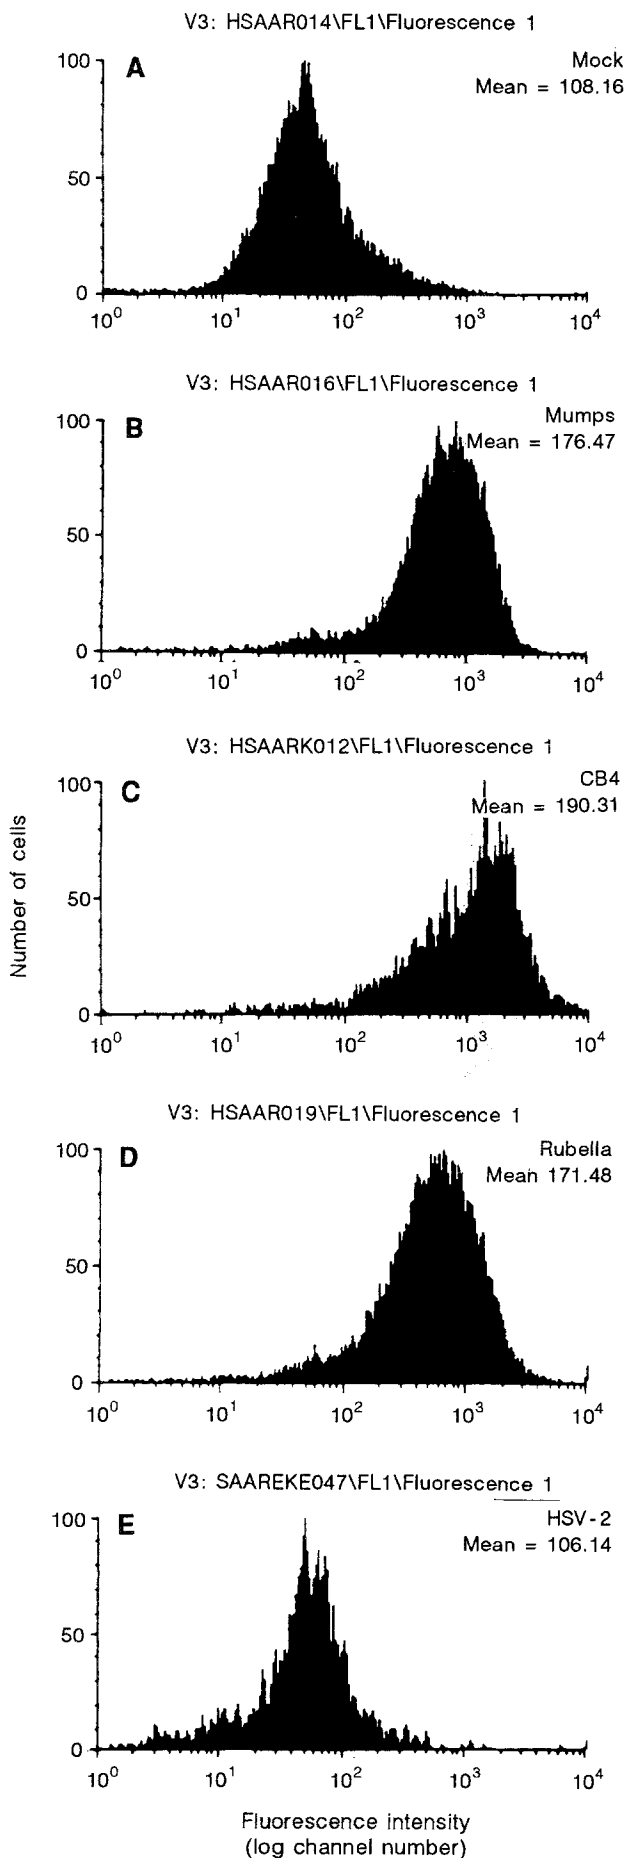 V3: HSAAR014\FL1\Fluorescence 1
A
Mock
Mean = 108.16
100
50
0
10⁰ 10¹ 10² 10³ 10⁴
V3: HSAAR016\FL1\Fluorescence 1
B
Mumps
Mean = 176.47
100
50
0
10⁰ 10¹ 10² 10³ 10⁴
V3: HSAARK012\FL1\Fluorescence 1
C
CB4
Mean = 190.31
100
50
0
10⁰ 10¹ 10² 10³ 10⁴
Number of cells
V3: HSAAR019\FL1\Fluorescence 1
D
Rubella
Mean 171.48
100
50
0
10⁰ 10¹ 10² 10³ 10⁴
V3: SAAREKE047\FL1\Fluorescence 1
E
HSV-2
Mean = 106.14
100
50
0
10⁰ 10¹ 10² 10³ 10⁴
Fluorescence intensity
(log channel number)